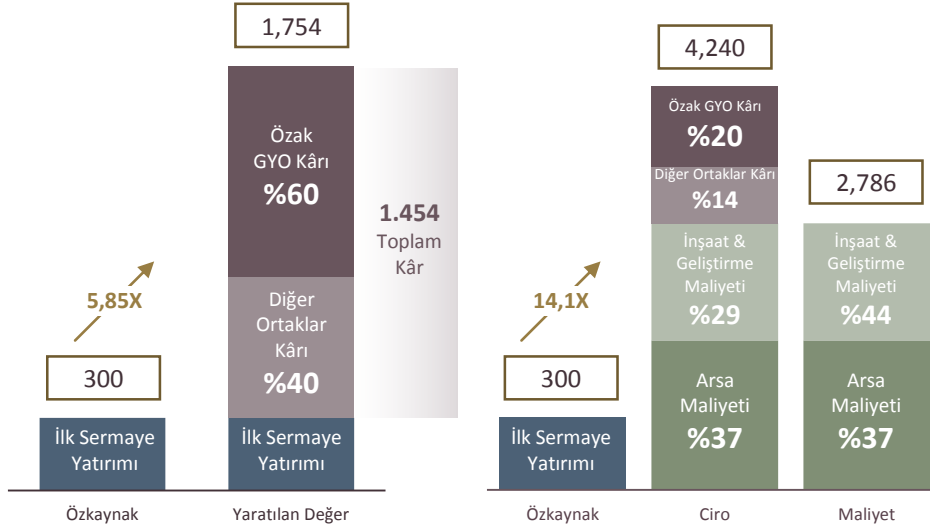 1,754
Özak
GYO Kârı
%60
Diğer
Ortaklar
Kârı
%40
1.454
Toplam
Kâr
5,85X
300
İlk Sermaye
Yatırımı
İlk Sermaye
Yatırımı
Özkaynak
Yaratılan Değer
4,240
Özak GYO Kârı
%20
Diğer Ortaklar Kârı
%14
2,786
İnşaat &
Geliştirme
Maliyeti
%29
İnşaat &
Geliştirme
Maliyeti
%44
14,1X
300
İlk Sermaye
Yatırımı
Arsa
Maliyeti
%37
Arsa
Maliyeti
%37
Özkaynak
Ciro
Maliyet